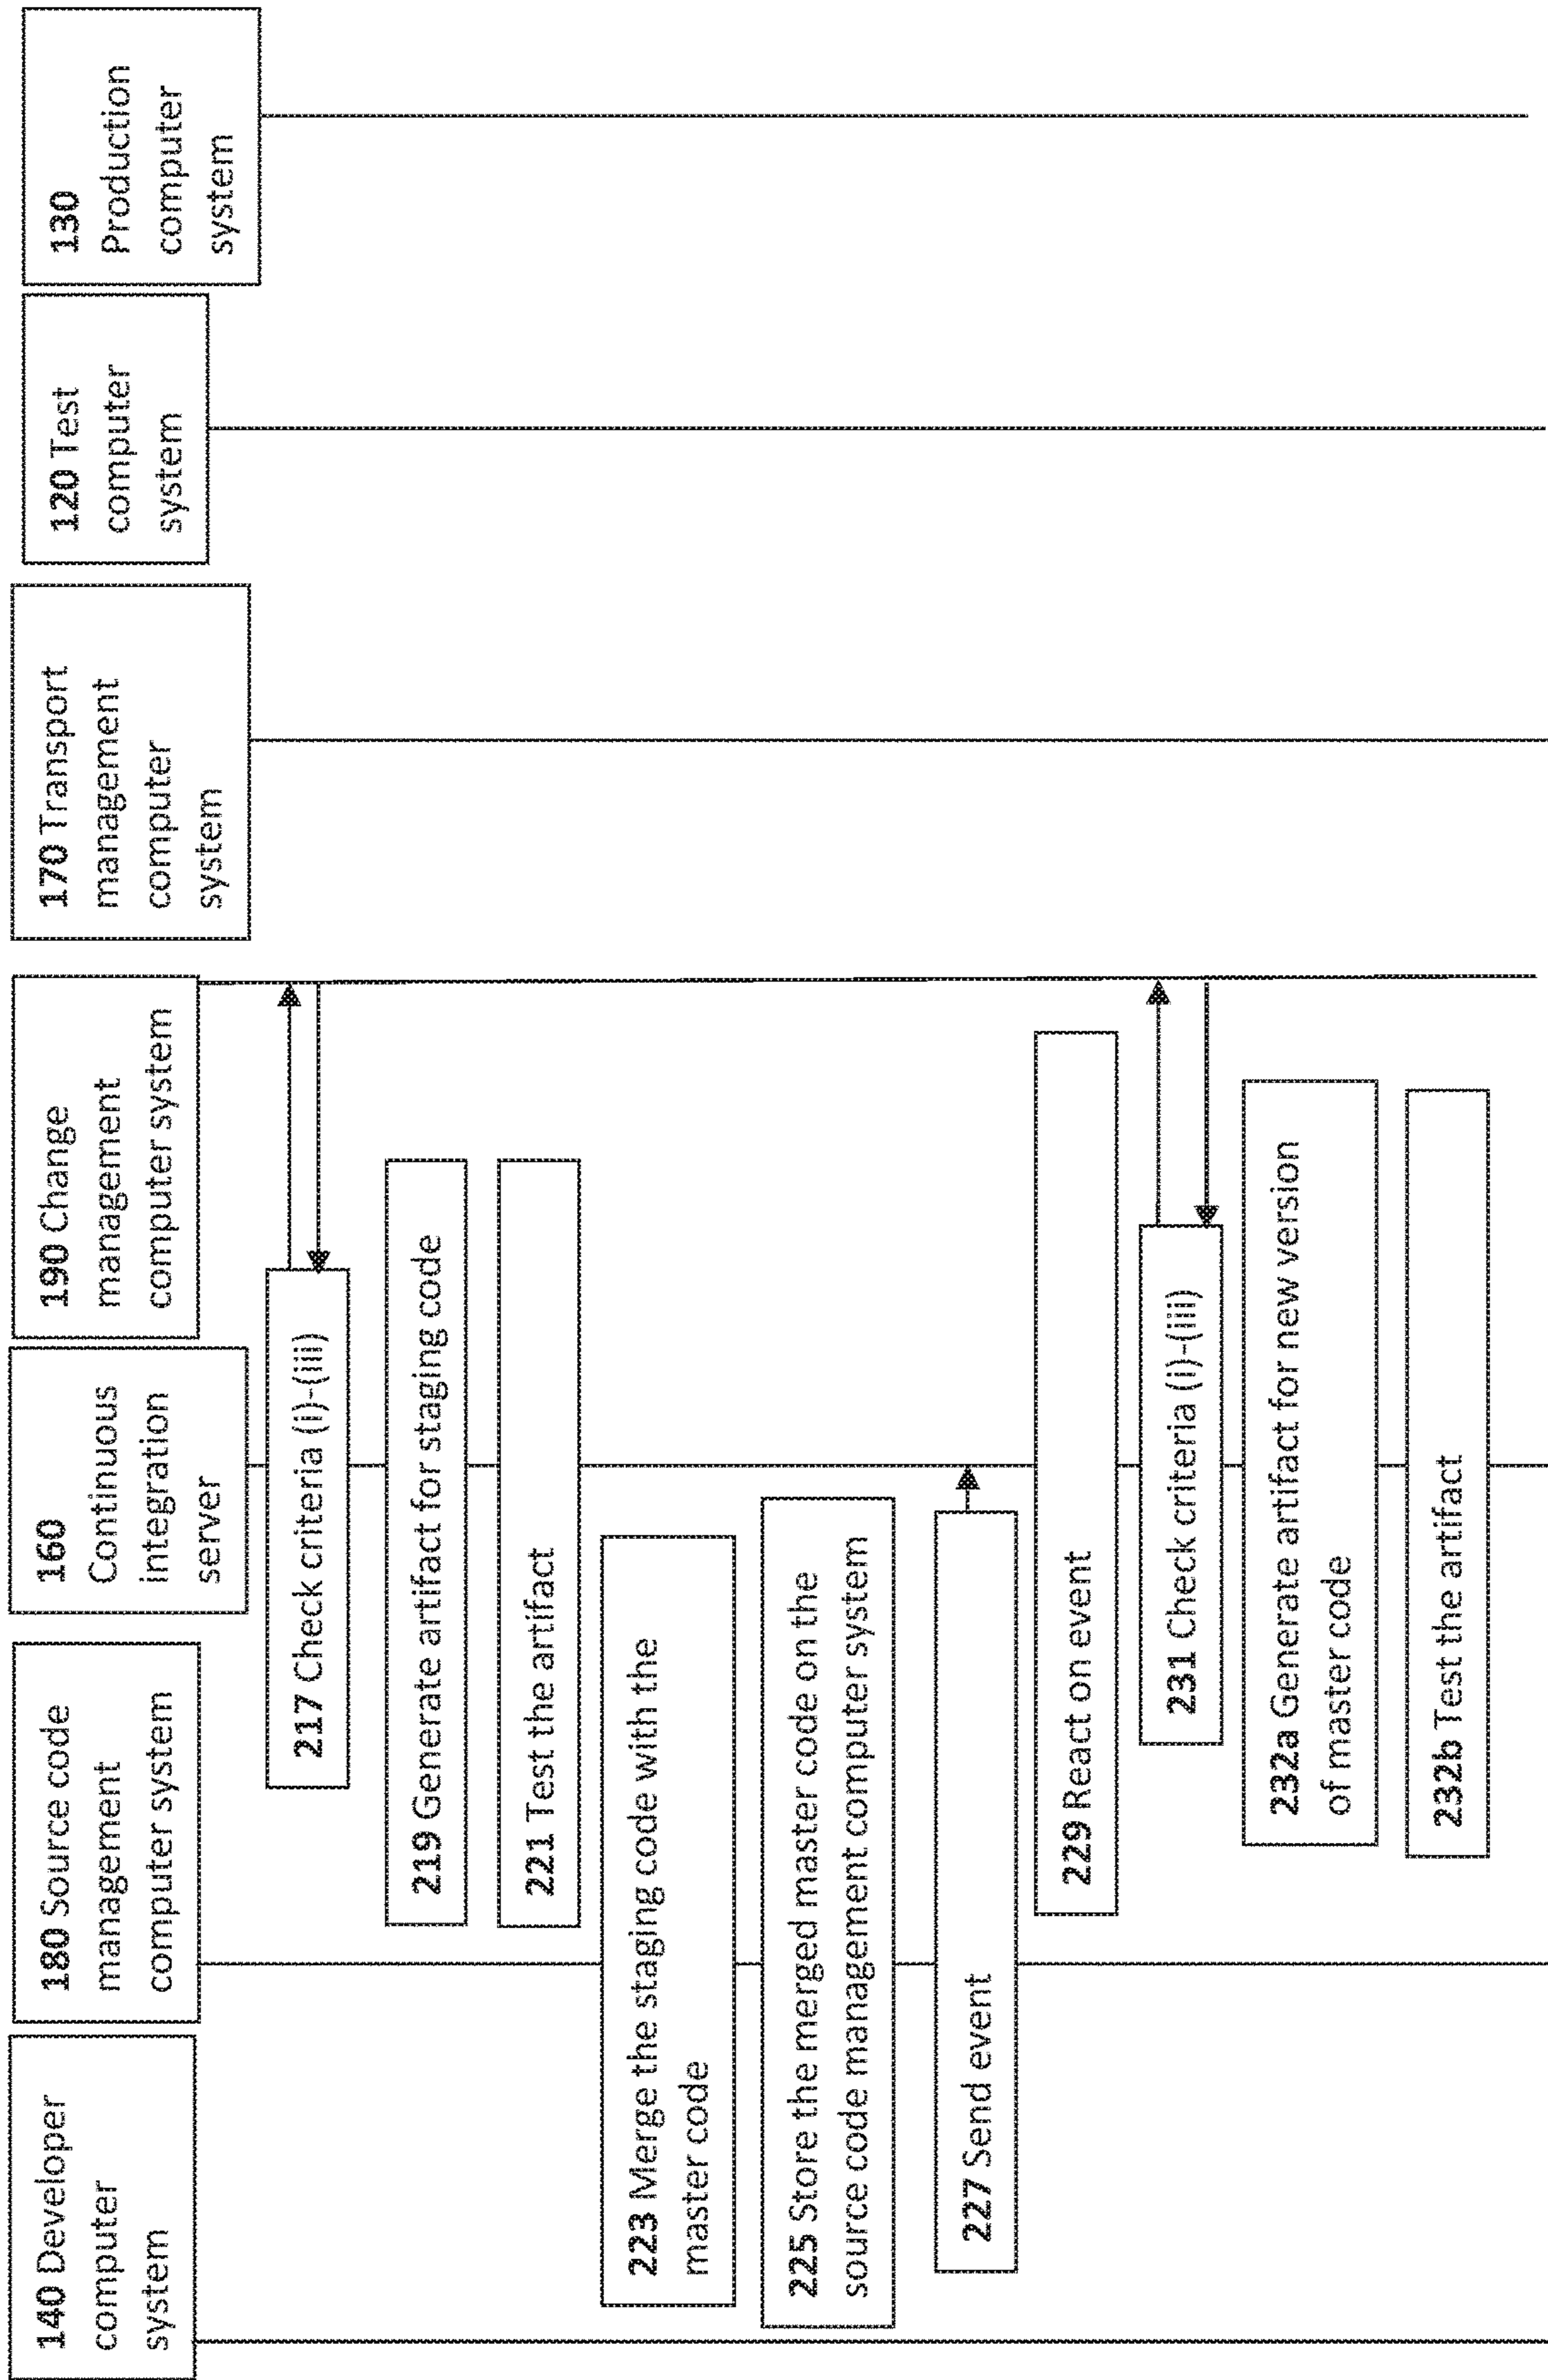 140 Developer
computer
system
180 Source code
management
computer system
160
Continuous
integration
server
190 Change
management
computer system
170 Transport
management
computer
system
120 Test
computer
system
130
Production
computer
system
217 Check criteria (i)-(iii)
219 Generate artifact for staging code
221 Test the artifact
223 Merge the staging code with the
master code
225 Store the merged master code on the
source code management computer system
227 Send event
229 React on event
231 Check criteria (i)-(iii)
232a Generate artifact for new version
of master code
232b Test the artifact